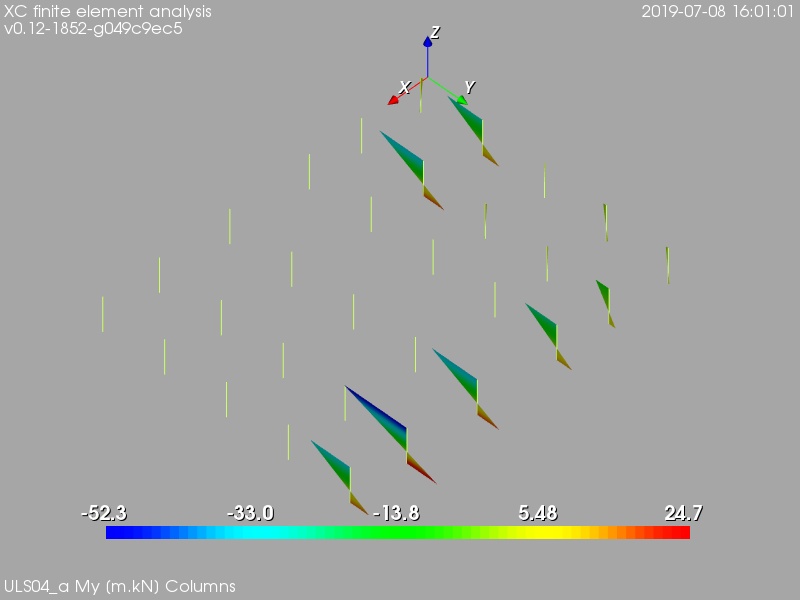 XC finite element analysis
2019-07-08 16:01:01
v0.12-1852-g049c9ec5
Z
X
Y
-52.3 -33.0 -13.8 5.48 24.7
ULS04_a My (m.kN) Columns